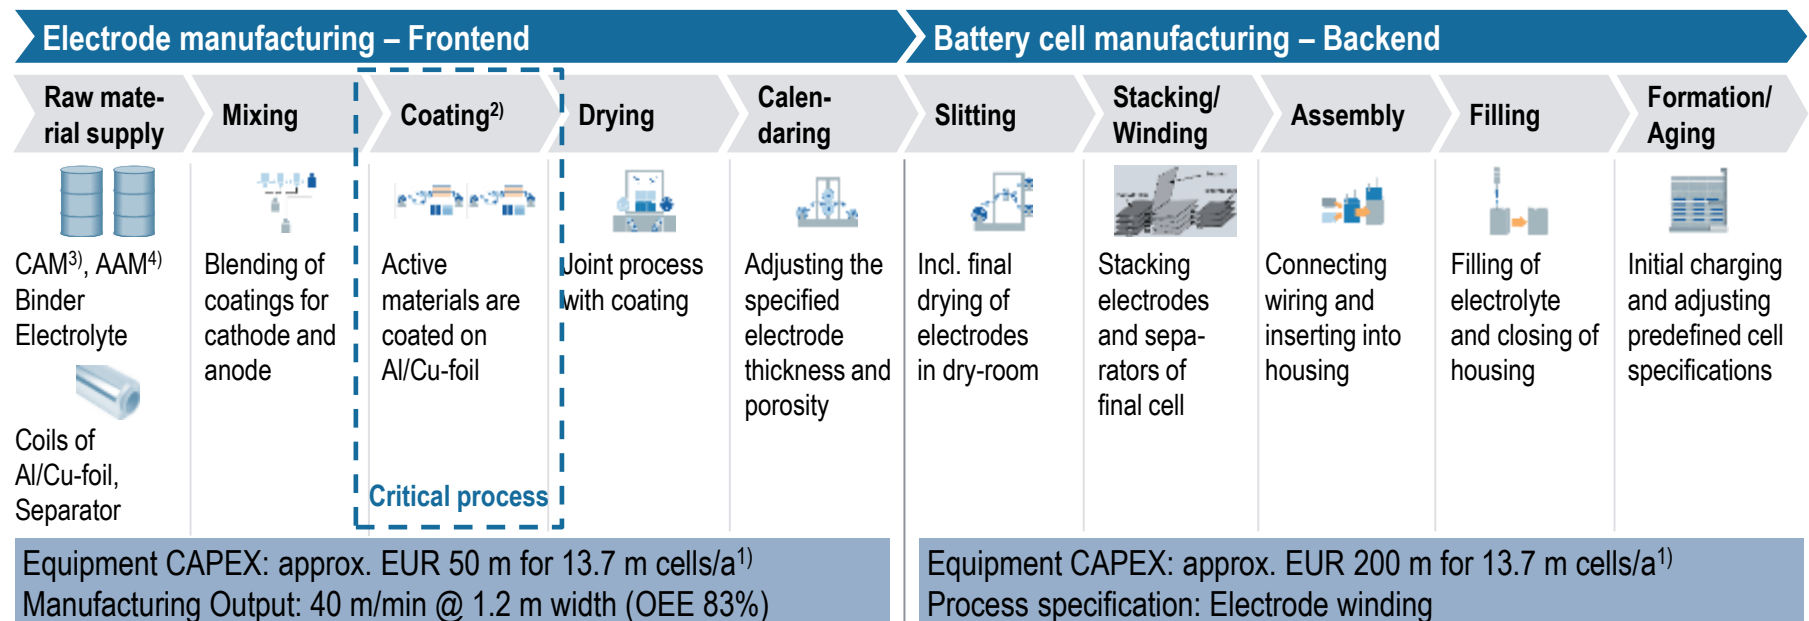 Electrode manufacturing – Frontend
Battery cell manufacturing – Backend
Raw mate-
rial supply
Mixing
Coating2)
Drying
Calen-
daring
Slitting
Stacking/
Winding
Assembly
Filling
Formation/
Aging
CAM3), AAM4)
Binder
Electrolyte
Coils of
Al/Cu-foil,
Separator
Blending of
coatings for
cathode and
anode
Active
materials are
coated on
Al/Cu-foil
Critical process
Joint process
with coating
Adjusting the
specified
electrode
thickness and
porosity
Incl. final
drying of
electrodes
in dry-room
Stacking
electrodes
and sepa-
rators of
final cell
Connecting
wiring and
inserting into
housing
Filling of
electrolyte
and closing of
housing
Initial charging
and adjusting
predefined cell
specifications
Equipment CAPEX: approx. EUR 50 m for 13.7 m cells/a1)
Manufacturing Output: 40 m/min @ 1.2 m width (OEE 83%)
Equipment CAPEX: approx. EUR 200 m for 13.7 m cells/a1)
Process specification: Electrode winding